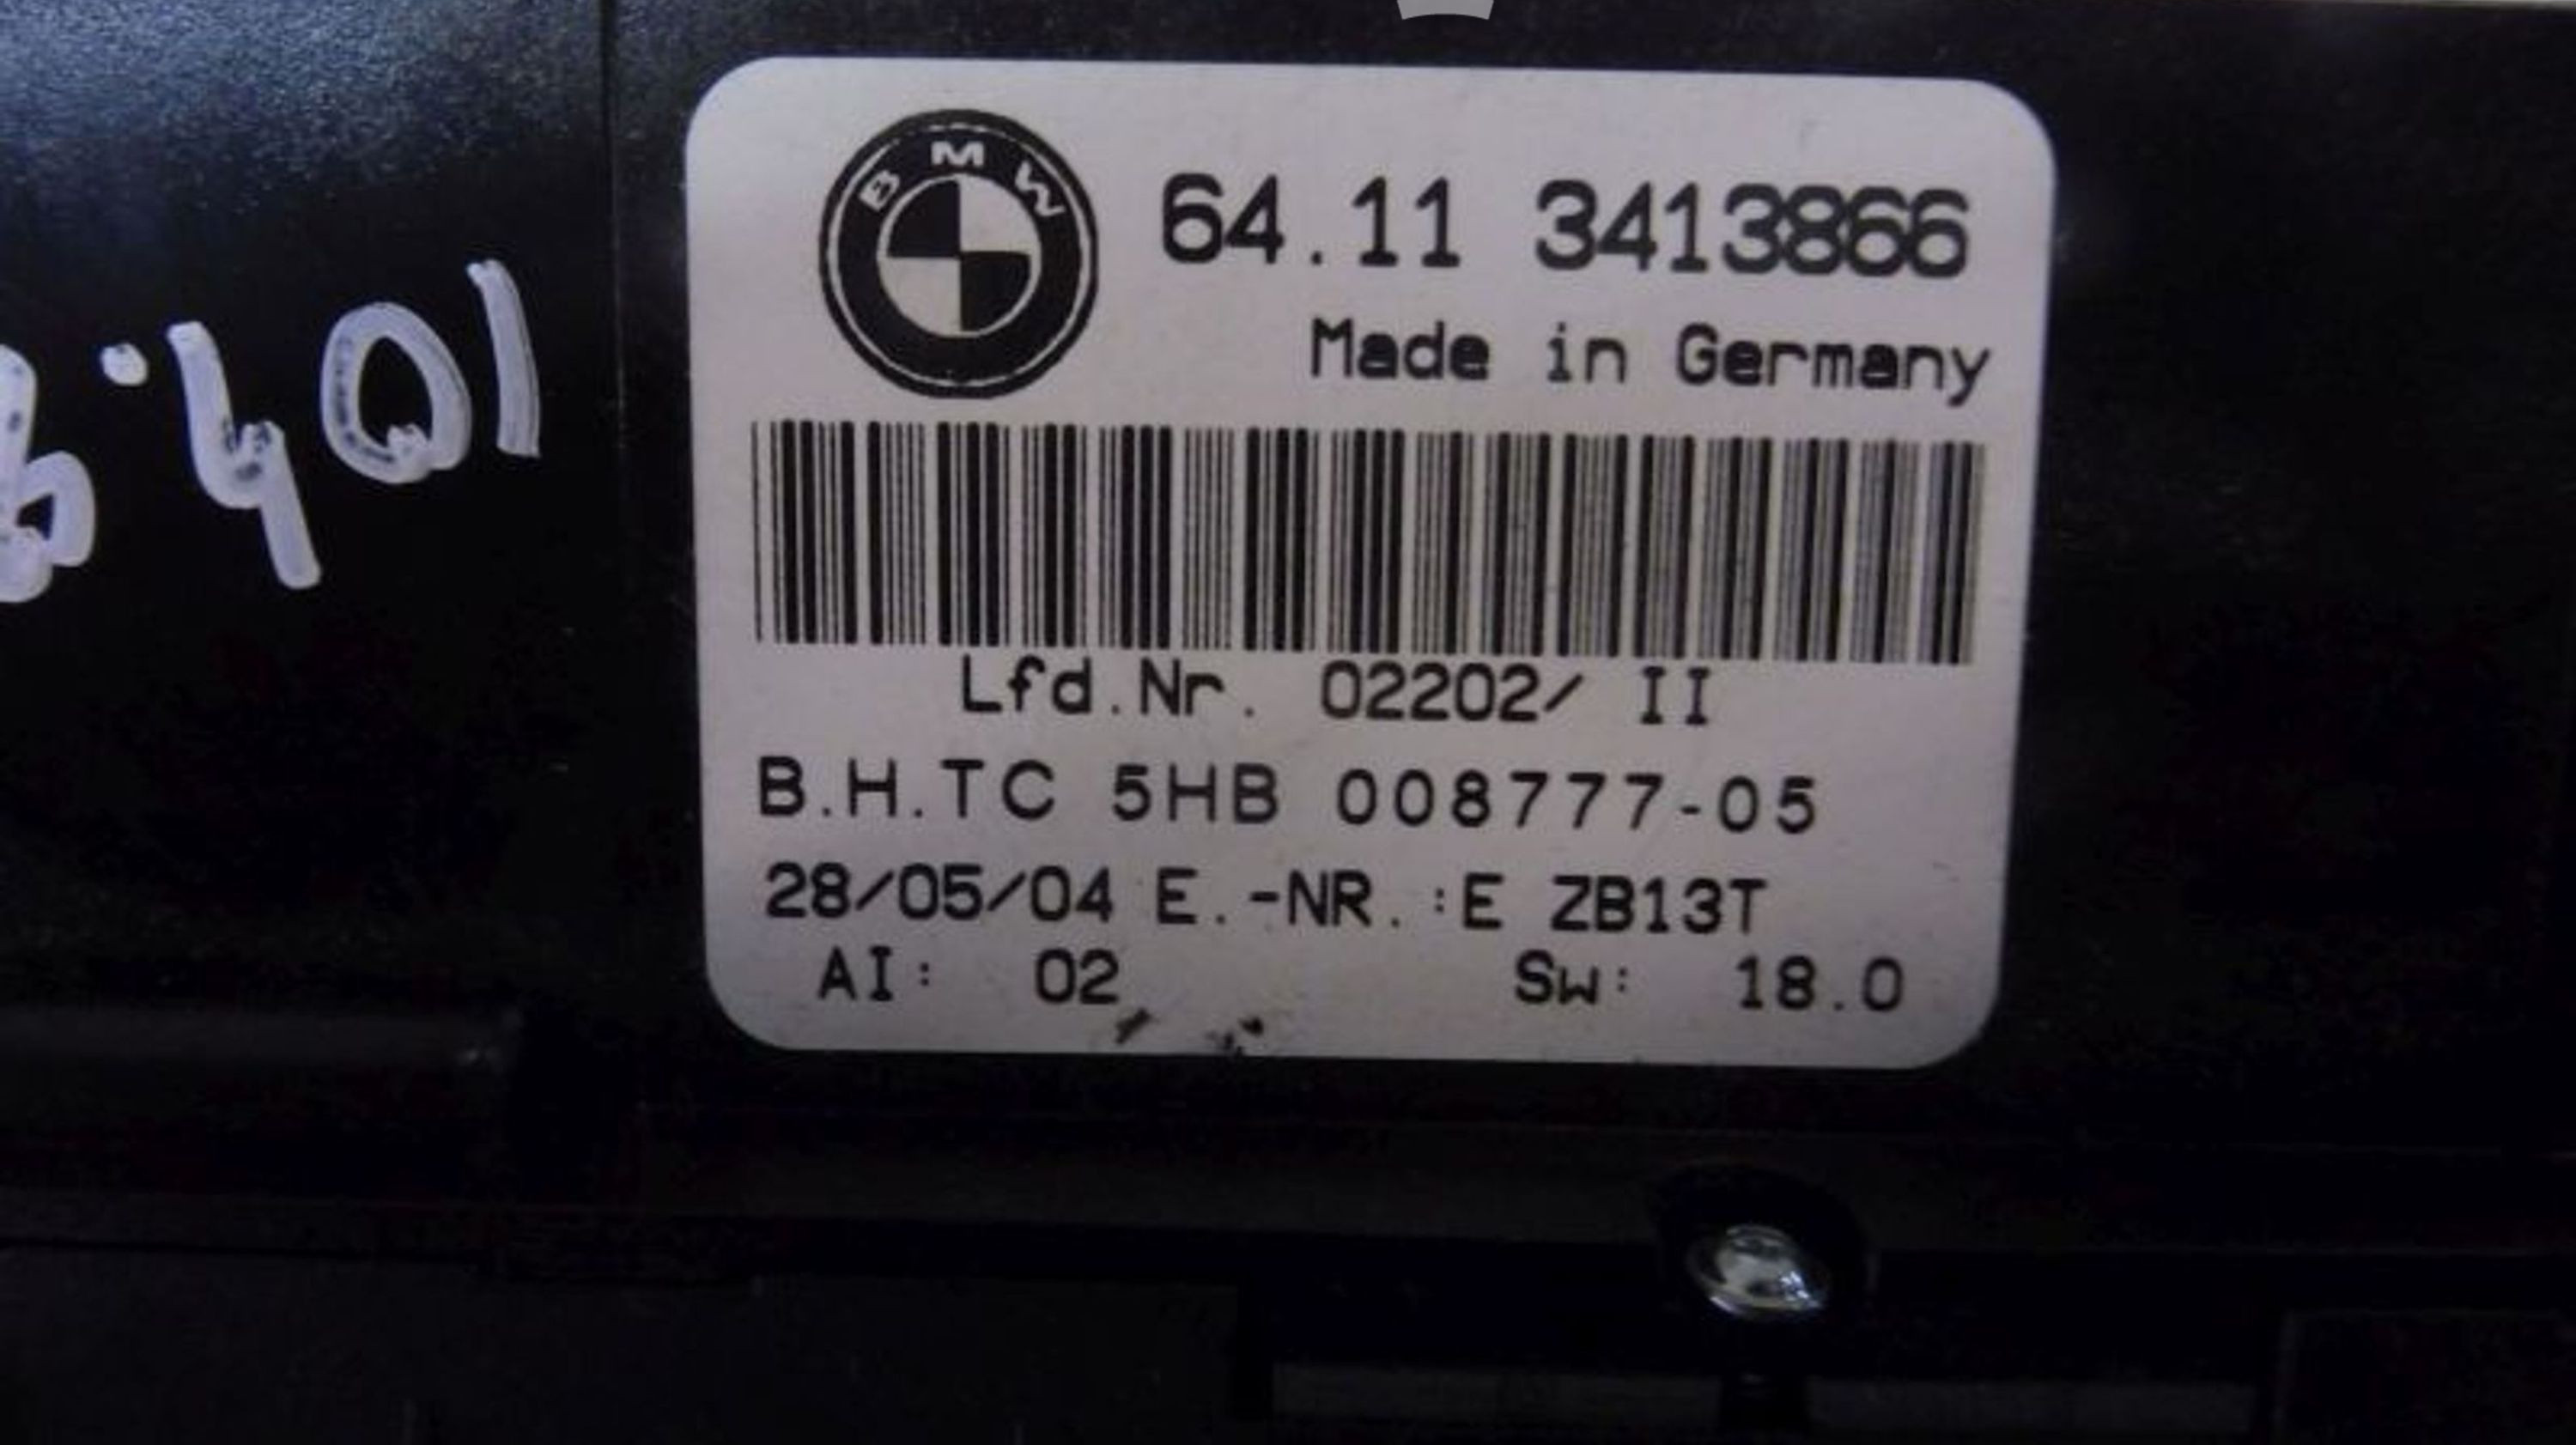 BMW
64.11 3413866
Made in Germany
401
Lfd.Nr. 02202/ II
B.H.TC 5HB 008777-05
28/05/04 E.-NR.:E ZB13T
AI: 02 Sw: 18.0